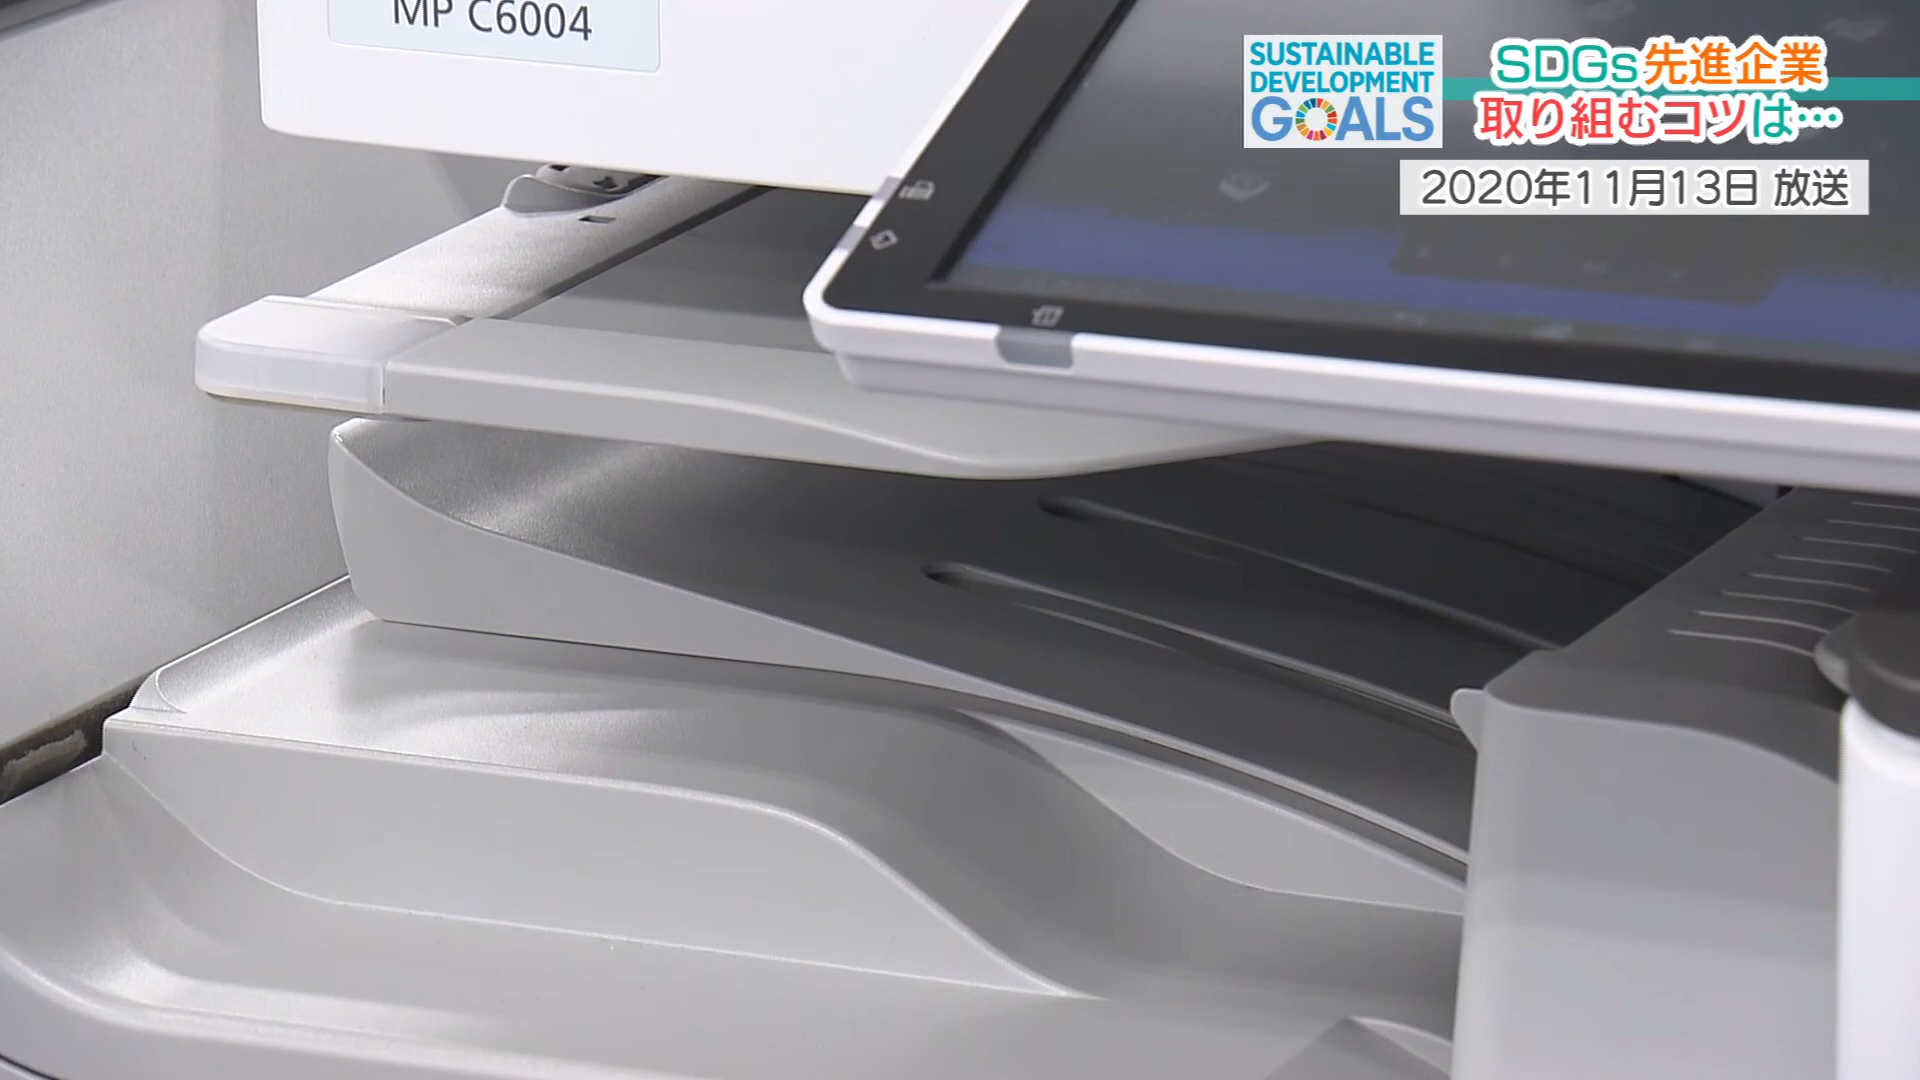 MP C6004
SUSTAINABLE
DEVELOPMENT
GOALS
SDGs先進企業
取り組むコツは…
2020年11月13日 放送